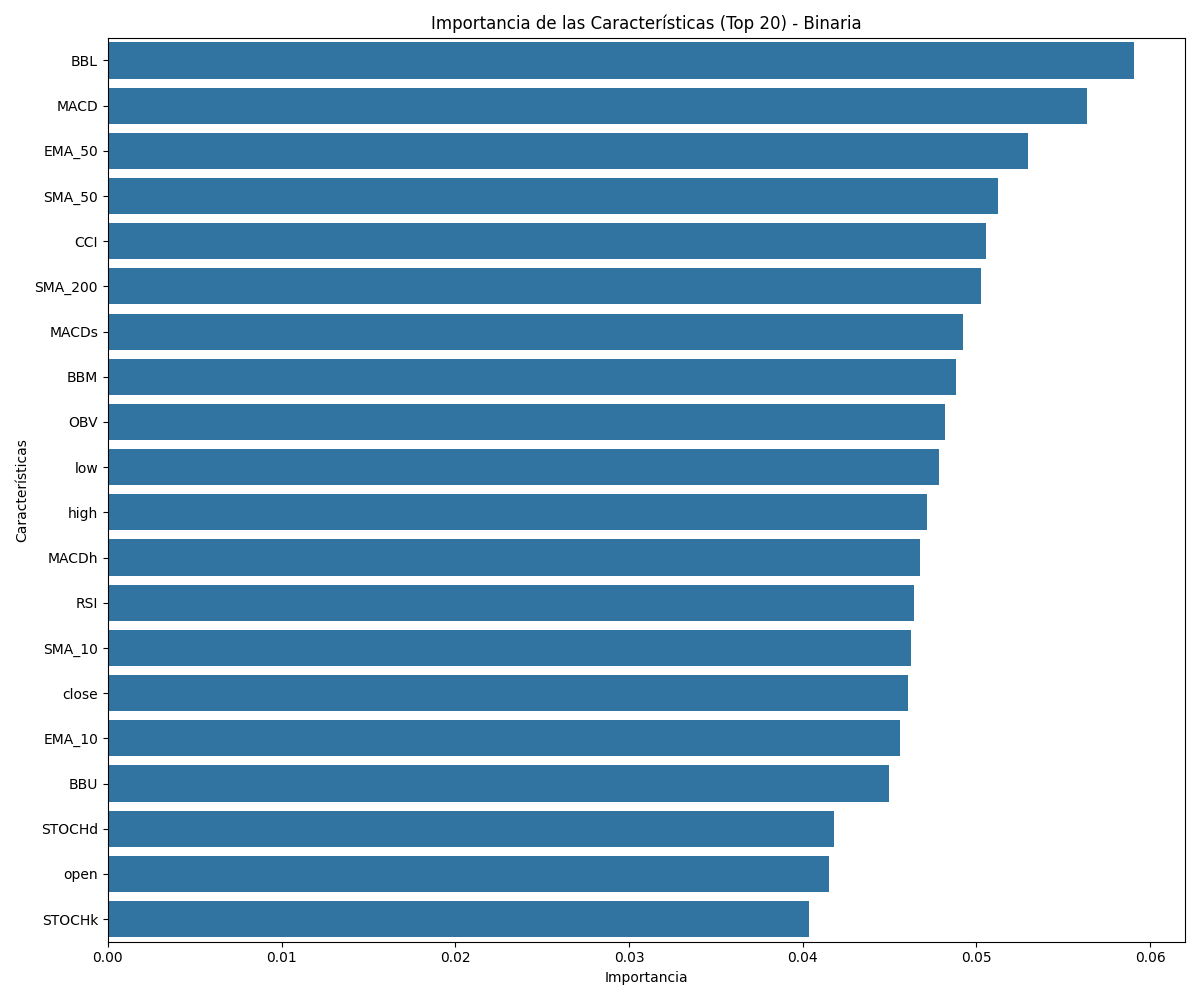 Importancia de las Características (Top 20) - Binaria
BBL
MACD
EMA_50
SMA_50
CCI
SMA_200
MACDs
BBM
OBV
low
high
MACDh
RSI
SMA_10
close
EMA_10
BBU
STOCHd
open
STOCHk
Características
0.00 0.01 0.02 0.03 0.04 0.05 0.06
Importancia